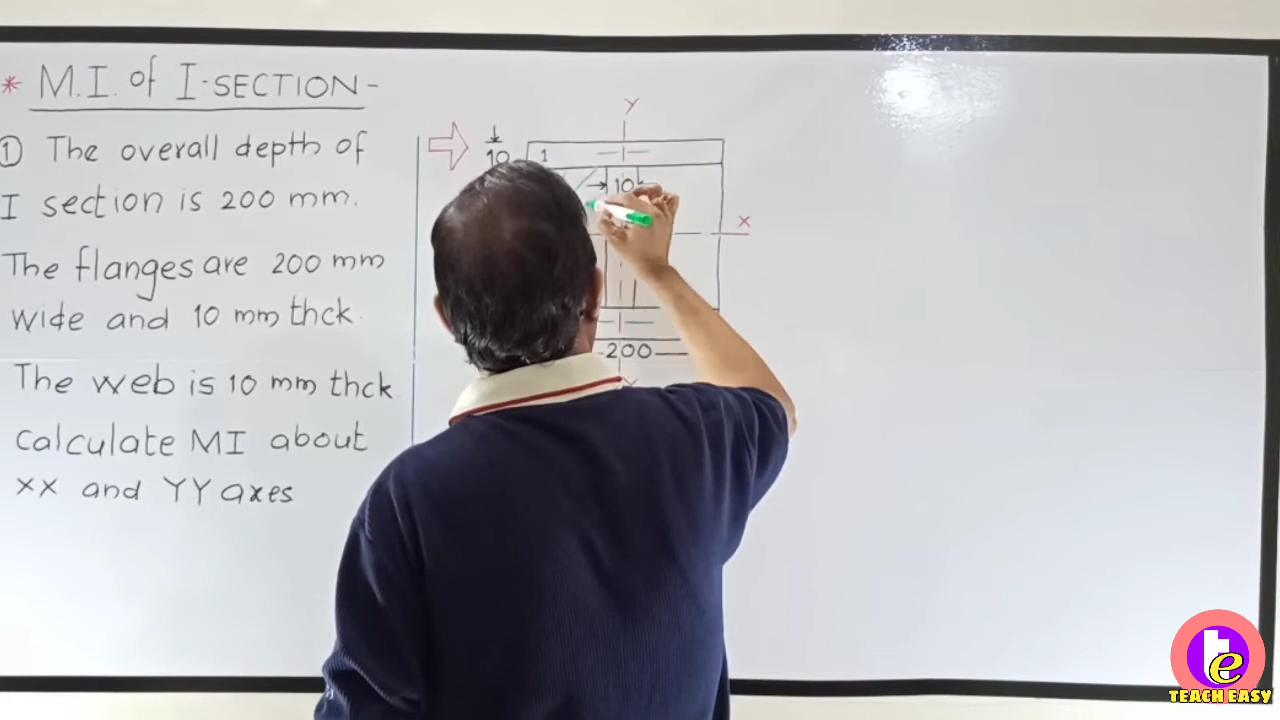 * M.I. of I-SECTION-
① The overall depth of
I section is 200 mm.
The flanges are 200 mm
wide and 10 mm thck.
The web is 10 mm thck.
calculate MI about
xx and YY axes
Y
10
1
10
x
200
te
TEACH EASY